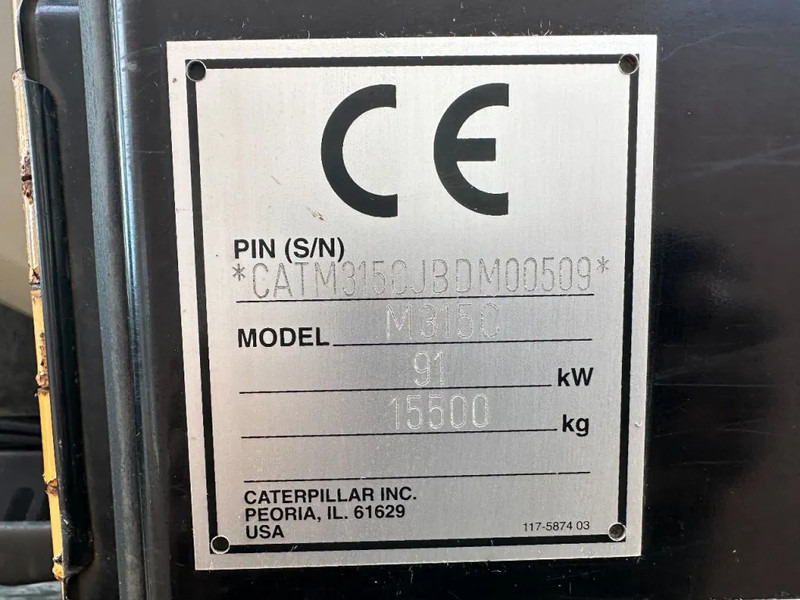 CE
PIN (S/N)
*CATM315CJBDM00509*
MODEL M315C
91 kW
15500 kg
CATERPILLAR INC.
PEORIA, IL. 61629
USA
117-5874 03